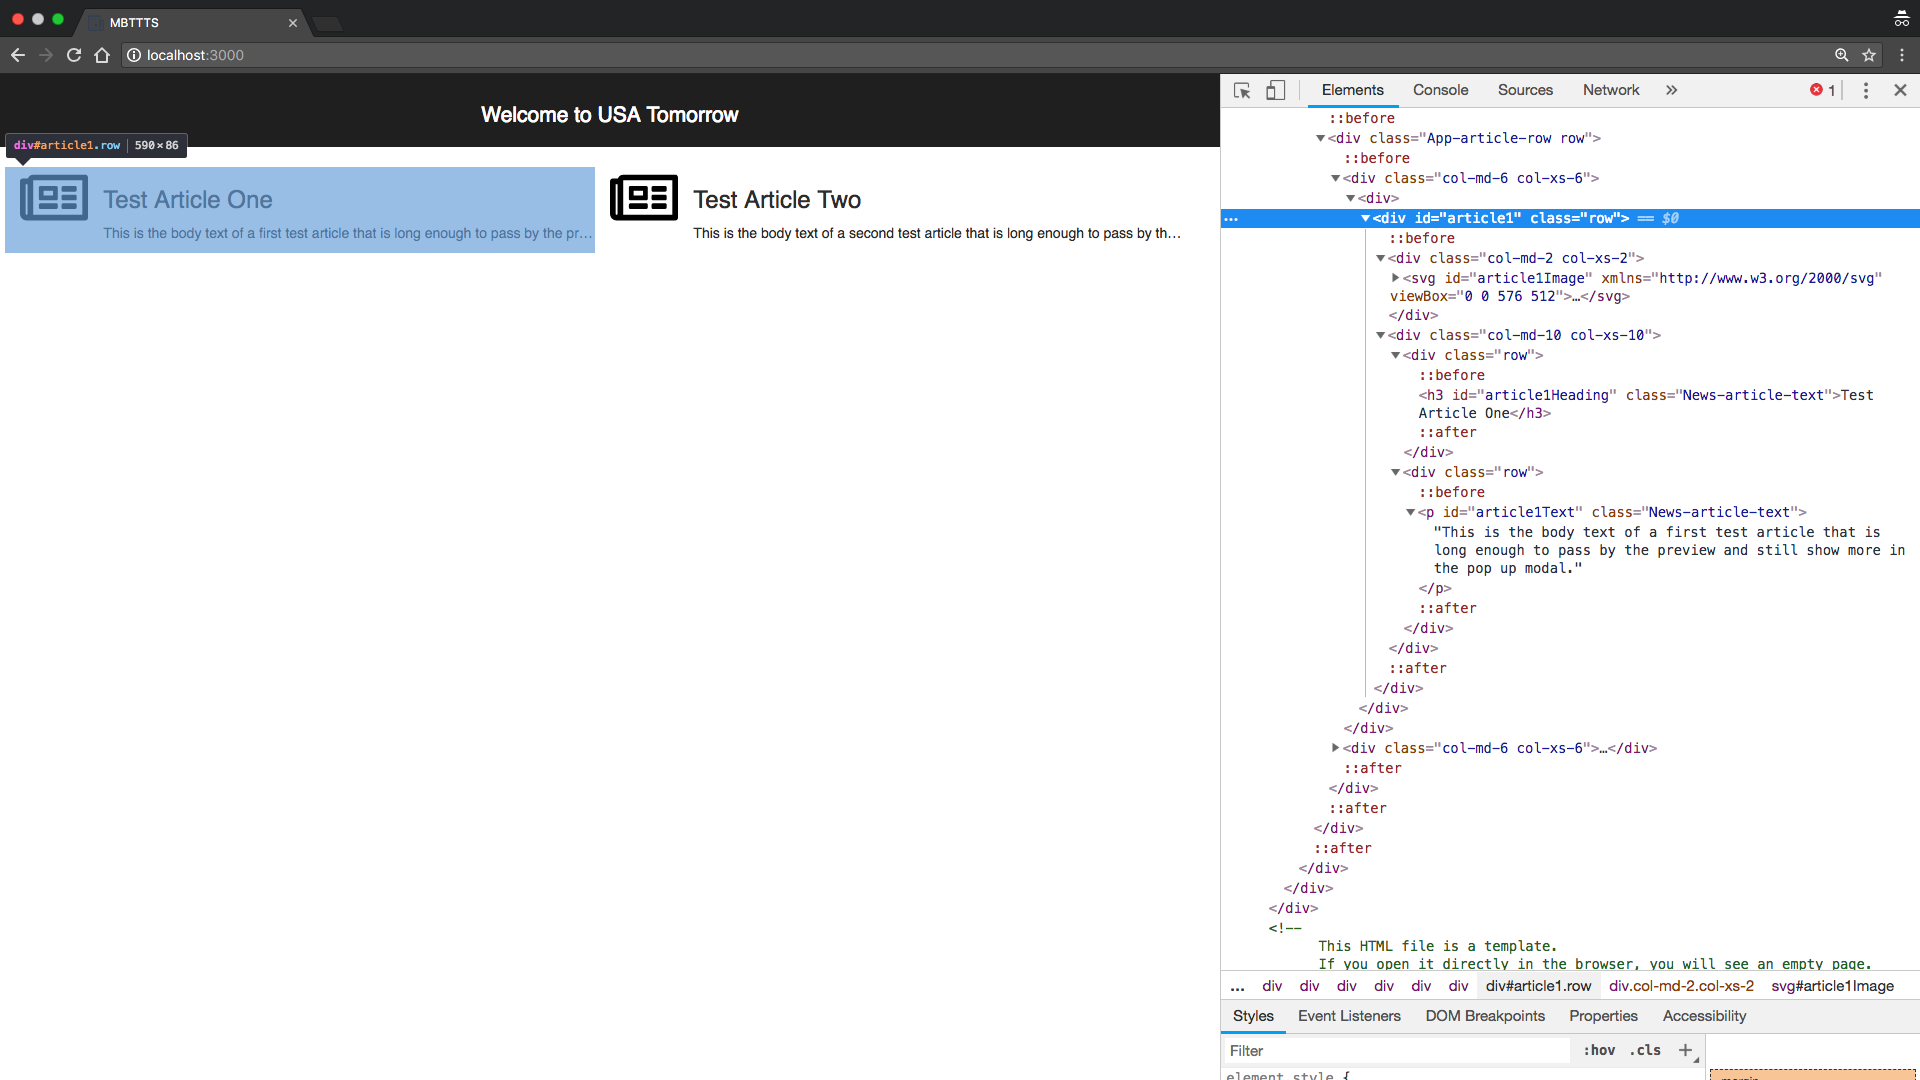 MBTTTS
localhost:3000
Welcome to USA Tomorrow
div#article1.row | 590×86
Test Article One
This is the body text of a first test article that is long enough to pass by the pr...
Test Article Two
This is the body text of a second test article that is long enough to pass by th...
Elements Console Sources Network » 1
::before
▼<div class="App-article-row row">
::before
▼<div class="col-md-6 col-xs-6">
▼<div>
... ▼<div id="article1" class="row"> == $0
::before
▼<div class="col-md-2 col-xs-2">
▶<svg id="article1Image" xmlns="http://www.w3.org/2000/svg"
viewBox="0 0 576 512">…</svg>
</div>
▼<div class="col-md-10 col-xs-10">
▼<div class="row">
::before
<h3 id="article1Heading" class="News-article-text">Test
Article One</h3>
::after
</div>
▼<div class="row">
::before
▼<p id="article1Text" class="News-article-text">
"This is the body text of a first test article that is
long enough to pass by the preview and still show more in
the pop up modal."
</p>
::after
</div>
</div>
::after
</div>
</div>
</div>
▶<div class="col-md-6 col-xs-6">…</div>
::after
</div>
::after
</div>
::after
</div>
</div>
</div>
<!--
This HTML file is a template.
If you open it directly in the browser, you will see an empty page.
... div div div div div div div#article1.row div.col-md-2.col-xs-2 svg#article1Image
Styles Event Listeners DOM Breakpoints Properties Accessibility
Filter :hov .cls +
element.style {
margin